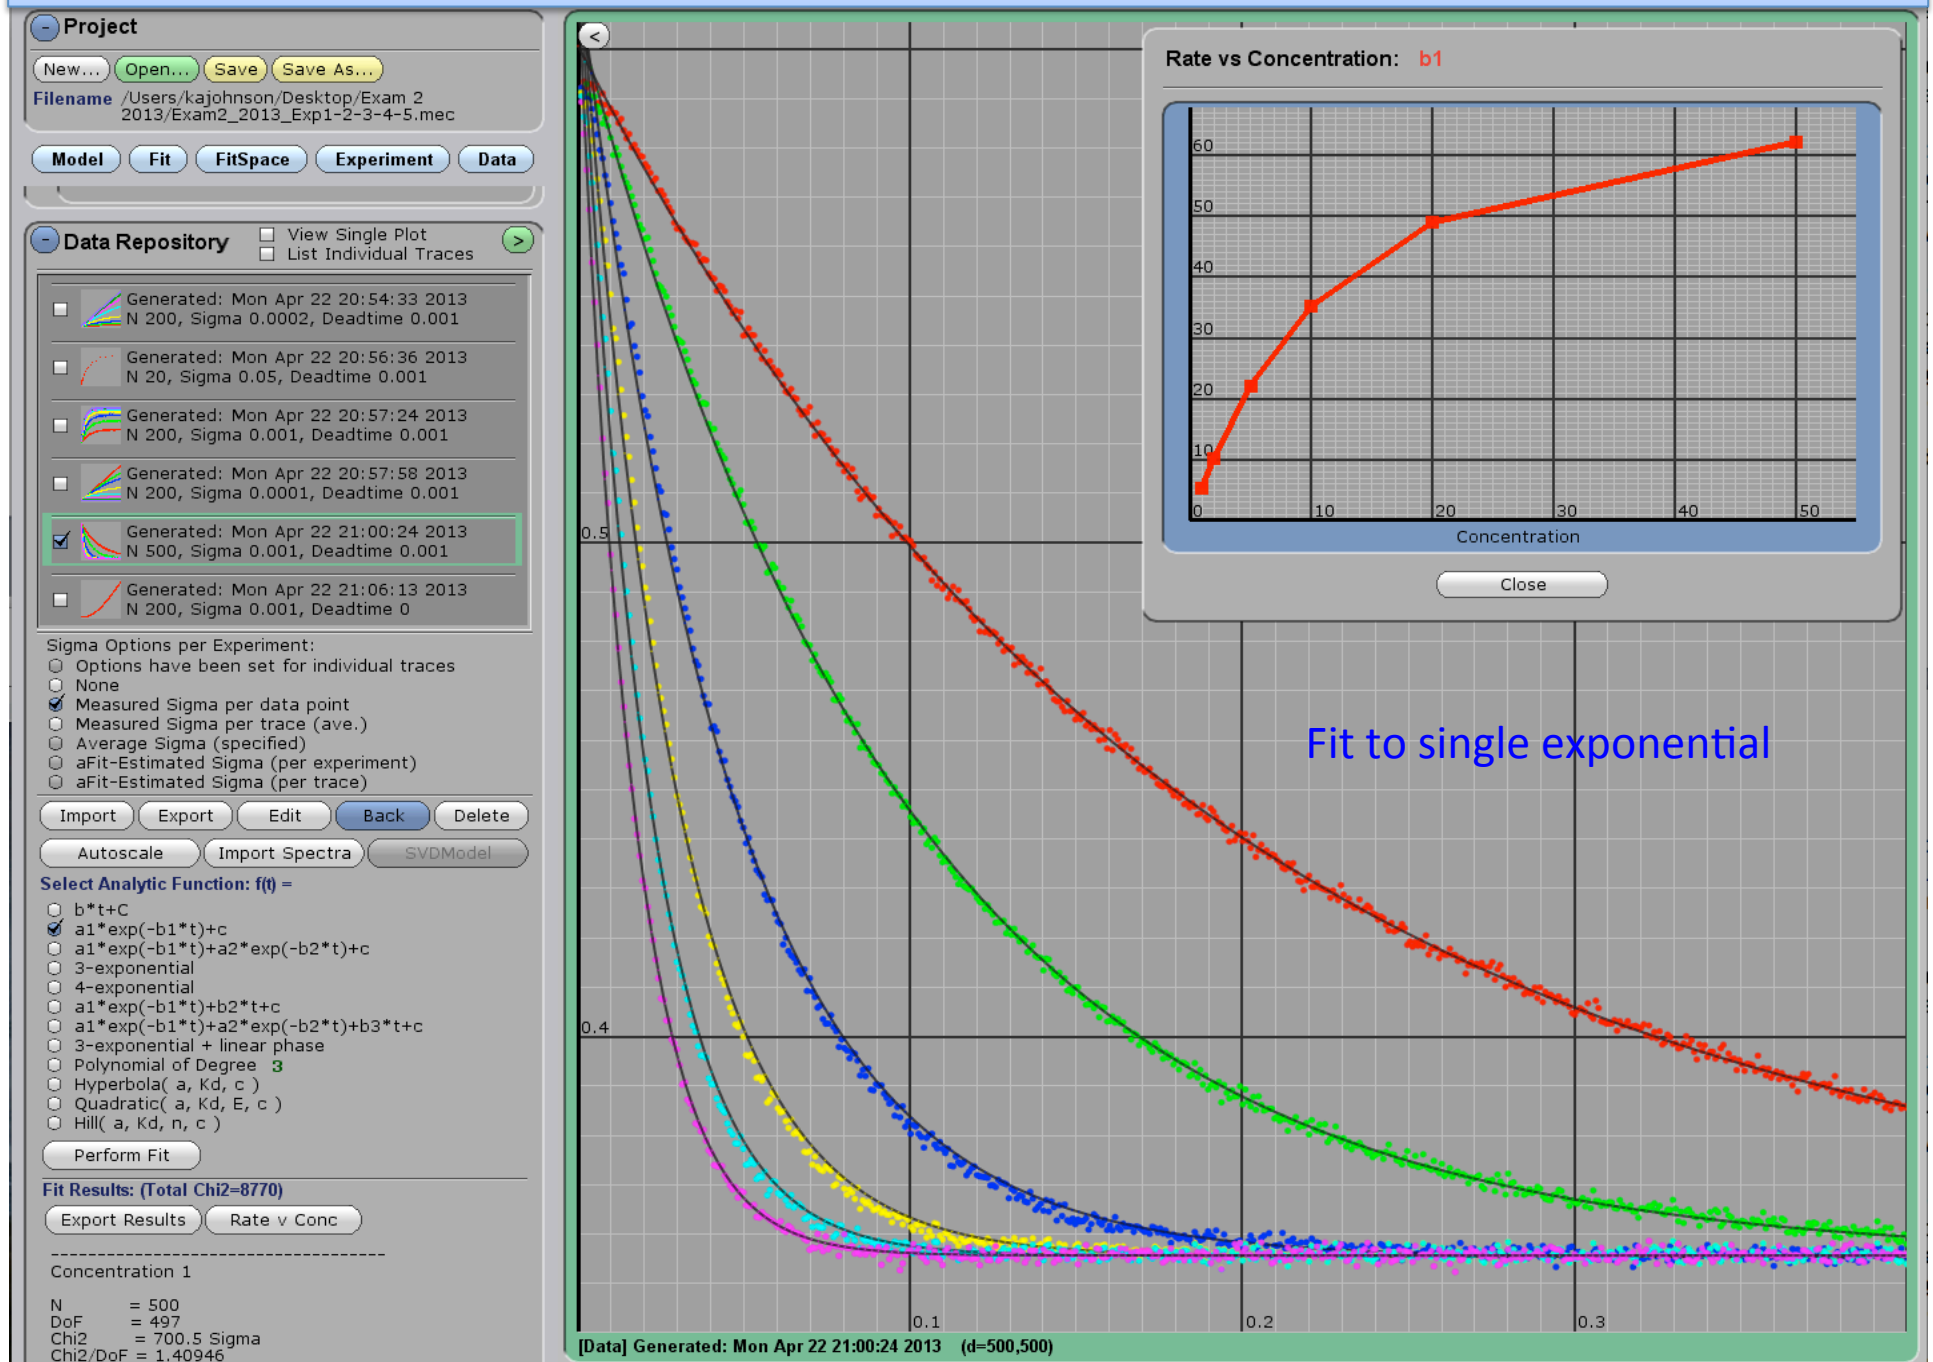 Project
New...
Open...
Save
Save As...
Filename /Users/kajohnson/Desktop/Exam 2
2013/Exam2_2013_Exp1-2-3-4-5.mec
Model
Fit
FitSpace
Experiment
Data
Data Repository
View Single Plot
List Individual Traces
>
Generated: Mon Apr 22 20:54:33 2013
N 200, Sigma 0.0002, Deadtime 0.001
Generated: Mon Apr 22 20:56:36 2013
N 20, Sigma 0.05, Deadtime 0.001
Generated: Mon Apr 22 20:57:24 2013
N 200, Sigma 0.001, Deadtime 0.001
Generated: Mon Apr 22 20:57:58 2013
N 200, Sigma 0.0001, Deadtime 0.001
Generated: Mon Apr 22 21:00:24 2013
N 500, Sigma 0.001, Deadtime 0.001
Generated: Mon Apr 22 21:06:13 2013
N 200, Sigma 0.001, Deadtime 0
Sigma Options per Experiment:
Options have been set for individual traces
None
Measured Sigma per data point
Measured Sigma per trace (ave.)
Average Sigma (specified)
aFit-Estimated Sigma (per experiment)
aFit-Estimated Sigma (per trace)
Import
Export
Edit
Back
Delete
Autoscale
Import Spectra
SVDModel
Select Analytic Function: f(t) =
b*t+C
a1*exp(-b1*t)+c
a1*exp(-b1*t)+a2*exp(-b2*t)+c
3-exponential
4-exponential
a1*exp(-b1*t)+b2*t+c
a1*exp(-b1*t)+a2*exp(-b2*t)+b3*t+c
3-exponential + linear phase
Polynomial of Degree 3
Hyperbola( a, Kd, c )
Quadratic( a, Kd, E, c )
Hill( a, Kd, n, c )
Perform Fit
Fit Results: (Total Chi2=8770)
Export Results
Rate v Conc
------------------------------------
Concentration 1
N = 500
DoF = 497
Chi2 = 700.5 Sigma
Chi2/DoF = 1.40946
<
0.5
0.4
0.1
0.2
0.3
[Data] Generated: Mon Apr 22 21:00:24 2013 (d=500,500)
Rate vs Concentration: b1
60
50
40
30
20
10
0
10
20
30
40
50
Concentration
Close
Fit to single exponential